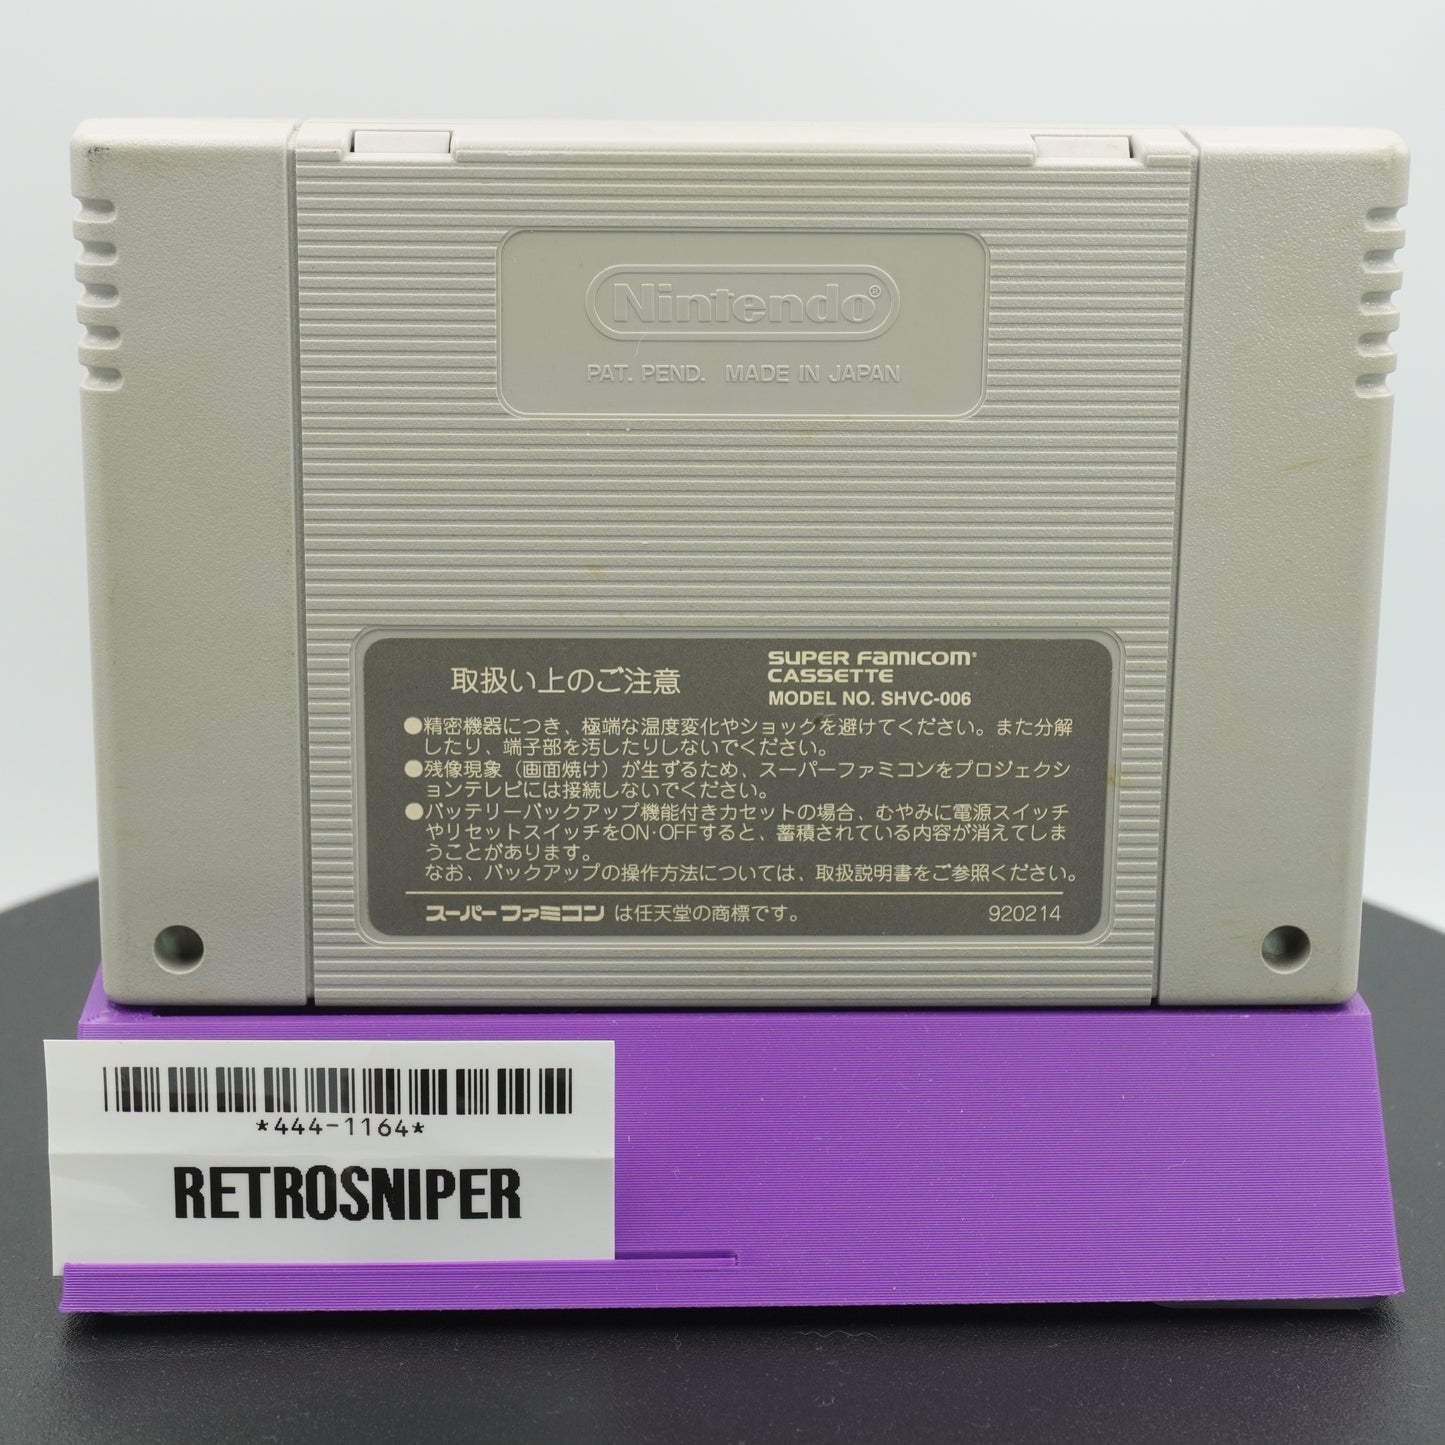 Nintendo®
PAT. PEND. MADE IN JAPAN
取扱い上のご注意
SUPER FAMICOM®
CASSETTE
MODEL NO. SHVC-006
●精密機器につき、極端な温度変化やショックを避けてください。また分解
したり、端子部を汚したりしないでください。
●残像現象（画面焼け）が生ずるため、スーパーファミコンをプロジェクシ
ョンテレビには接続しないでください。
●バッテリーバックアップ機能付きカセットの場合、むやみに電源スイッチ
やリセットスイッチをON·OFFすると、蓄積されている内容が消えてしま
うことがあります。
なお、バックアップの操作方法については、取扱説明書をご参照ください。
スーパーファミコン は任天堂の商標です。 920214
*444-1164*
RETROSNIPER